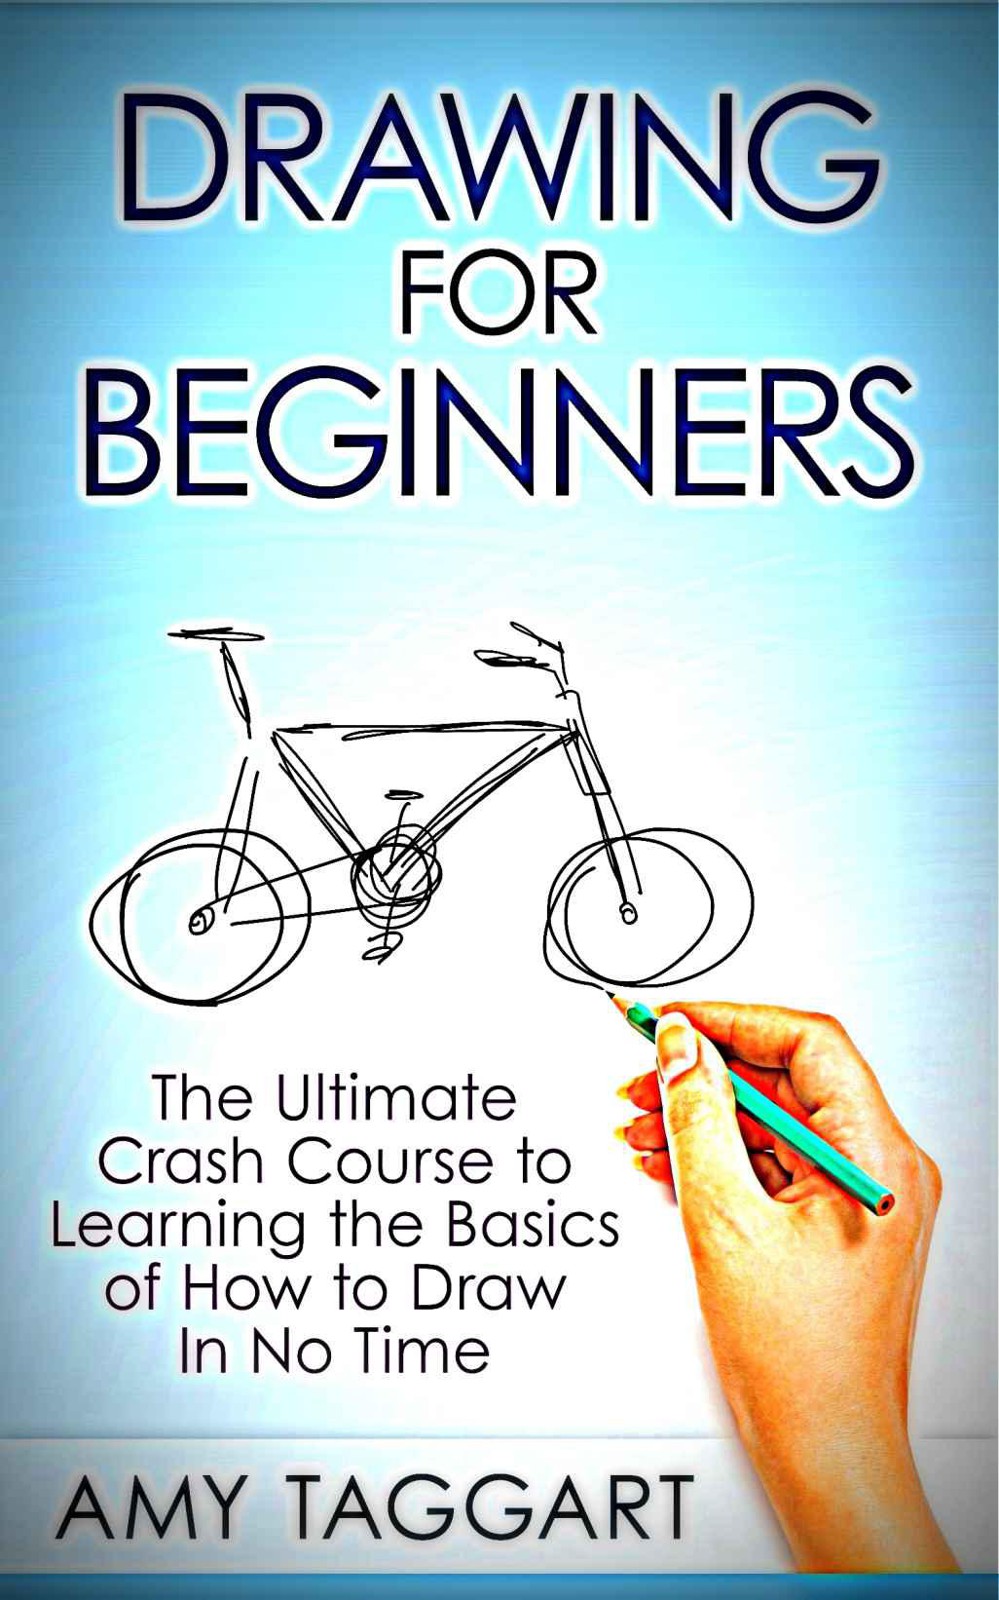 DRAWING
FOR
BEGINNERS
The Ultimate
Crash Course to
Learning the Basics
of How to Draw
In No Time
AMY TAGGART